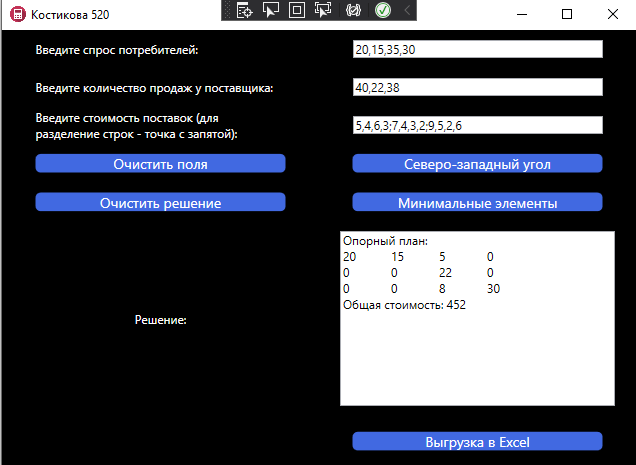 Костикова 520
Введите спрос потребителей:
20,15,35,30
Введите количество продаж у поставщика:
40,22,38
Введите стоимость поставок (для
разделение строк - точка с запятой):
5,4,6,3;7,4,3,2;9,5,2,6
Очистить поля
Северо-западный угол
Очистить решение
Минимальные элементы
Решение:
Опорный план:
20 15 5 0
0 0 22 0
0 0 8 30
Общая стоимость: 452
Выгрузка в Excel